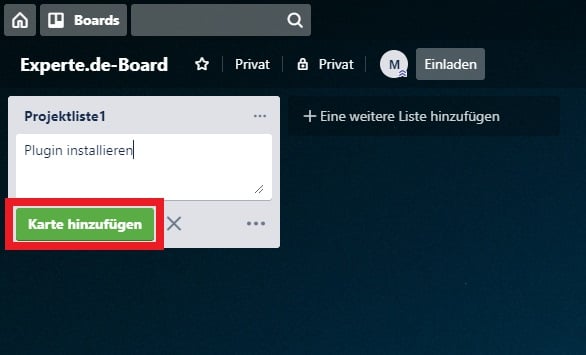 Boards
Experte.de-Board Privat Privat M Einladen
Projektliste1
+ Eine weitere Liste hinzufügen
Plugin installieren
Karte hinzufügen